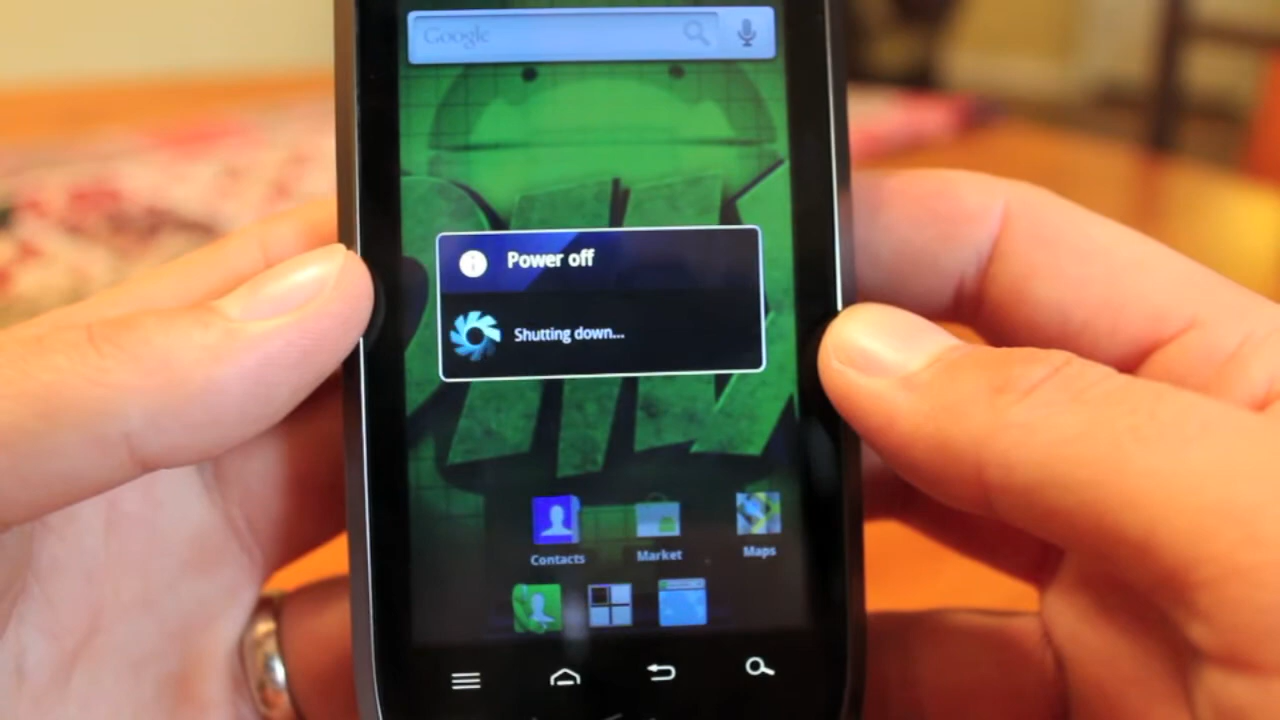 Google
Power off
Shutting down...
Contacts
Market
Maps